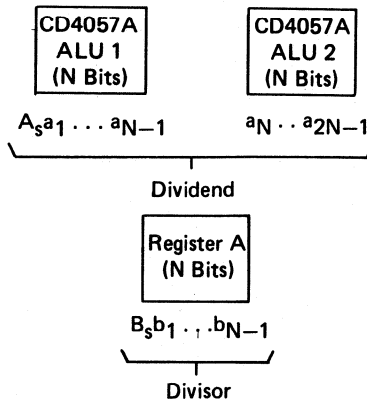 CD4057A CD4057A
ALU 1 ALU 2
(N Bits) (N Bits)
Aₛa₁ · · · aN–1 aN · · a2N–1
Dividend
Register A
(N Bits)
Bₛb₁ · · · bN–1
Divisor